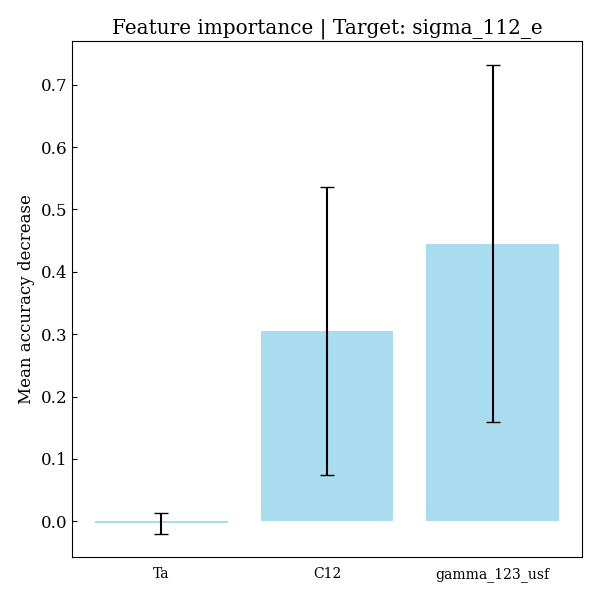 Feature importance | Target: sigma_112_e
Mean accuracy decrease
0.7
0.6
0.5
0.4
0.3
0.2
0.1
0.0
Ta
C12
gamma_123_usf